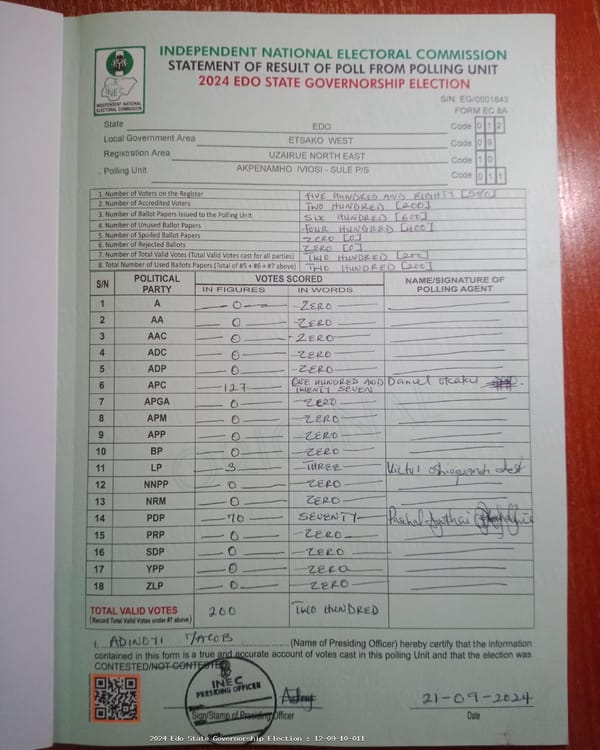 INDEPENDENT NATIONAL ELECTORAL COMMISSION
STATEMENT OF RESULT OF POLL FROM POLLING UNIT
2024 EDO STATE GOVERNORSHIP ELECTION
INEC
INDEPENDENT NATIONAL ELECTORAL COMMISSION
S/N: EG/0001643
FORM EC 8A
State EDO Code 0 1 2
Local Government Area ETSAKO WEST Code 0 9
Registration Area UZAIRUE NORTH EAST Code 1 0
Polling Unit AKPENAMHO IVIOSI - SULE P/S Code 0 1 1
1. Number of Voters on the Register FIVE HUNDRED AND EIGHTY [580]
2. Number of Accredited Voters TWO HUNDRED [200]
3. Number of Ballot Papers Issued to the Polling Unit SIX HUNDRED [600]
4. Number of Unused Ballot Papers FOUR HUNDRED [400]
5. Number of Spoiled Ballot Papers ZERO [0]
6. Number of Rejected Ballots ZERO [0]
7. Number of Total Valid Votes (Total Valid Votes cast for all parties) TWO HUNDRED [200]
8. Total Number of Used Ballots Papers (Total of #5 + #6 + #7 above) TWO HUNDRED [200]
S/N POLITICAL PARTY VOTES SCORED NAME/SIGNATURE OF POLLING AGENT
IN FIGURES IN WORDS
1 A 0 ZERO
2 AA 0 ZERO
3 AAC 0 ZERO
4 ADC 0 ZERO
5 ADP 0 ZERO
6 APC 127 ONE HUNDRED AND TWENTY SEVEN Daniel
7 APGA 0 ZERO
8 APM 0 ZERO
9 APP 0 ZERO
10 BP 0 ZERO
11 LP 3 THREE
12 NNPP 0 ZERO
13 NRM 0 ZERO
14 PDP 70 SEVENTY
15 PRP 0 ZERO
16 SDP 0 ZERO
17 YPP 0 ZERO
18 ZLP 0 ZERO
TOTAL VALID VOTES 200 TWO HUNDRED
(Record Total Valid Votes under #7 above)
I, ADINOYI JACOB (Name of Presiding Officer) hereby certify that the information
contained in this form is a true and accurate account of votes cast in this polling Unit and that the election was
CONTESTED/NOT CONTESTED
INEC
PRESIDING OFFICER
21-09-2024
Sign/Stamp of Presiding Officer Date
2024 Edo State Governorship Election : 12-09-10-011